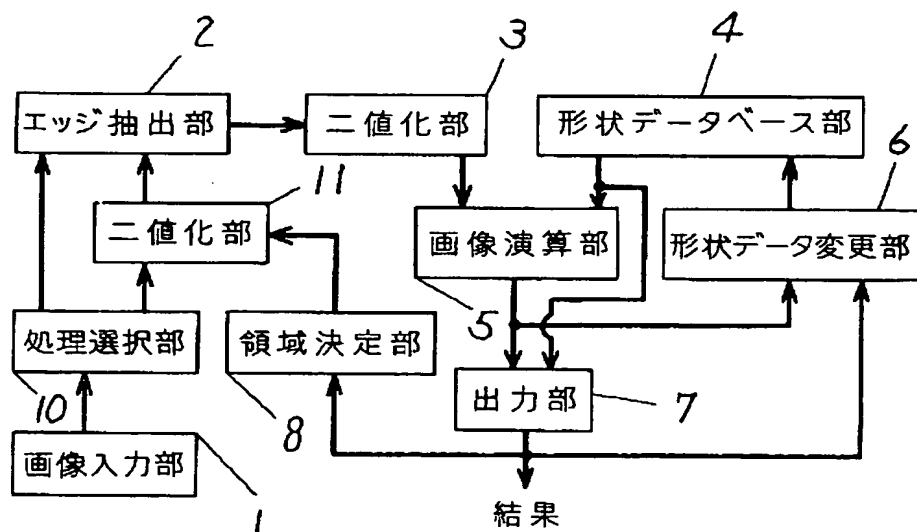 2
3
4
エッジ抽出部
二値化部
形状データベース部
6
11
二値化部
画像演算部
形状データ変更部
5
処理選択部
領域決定部
10
8
出力部
7
画像入力部
1
結果